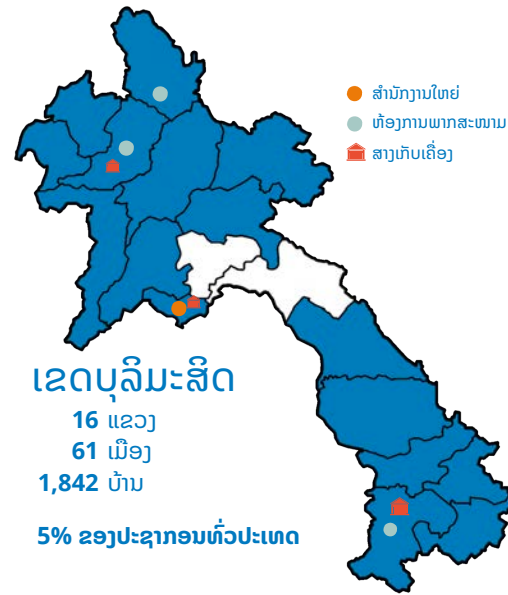 ສຳນັກງານໃຫຍ່
ຫ້ອງການພາກສະໜາມ
ສາງເກັບເຄື່ອງ
ເຂດບຸລິມະສິດ
16 ແຂວງ
61 ເມືອງ
1,842 ບ້ານ
5% ຂອງປະຊາກອນທົ່ວປະເທດ